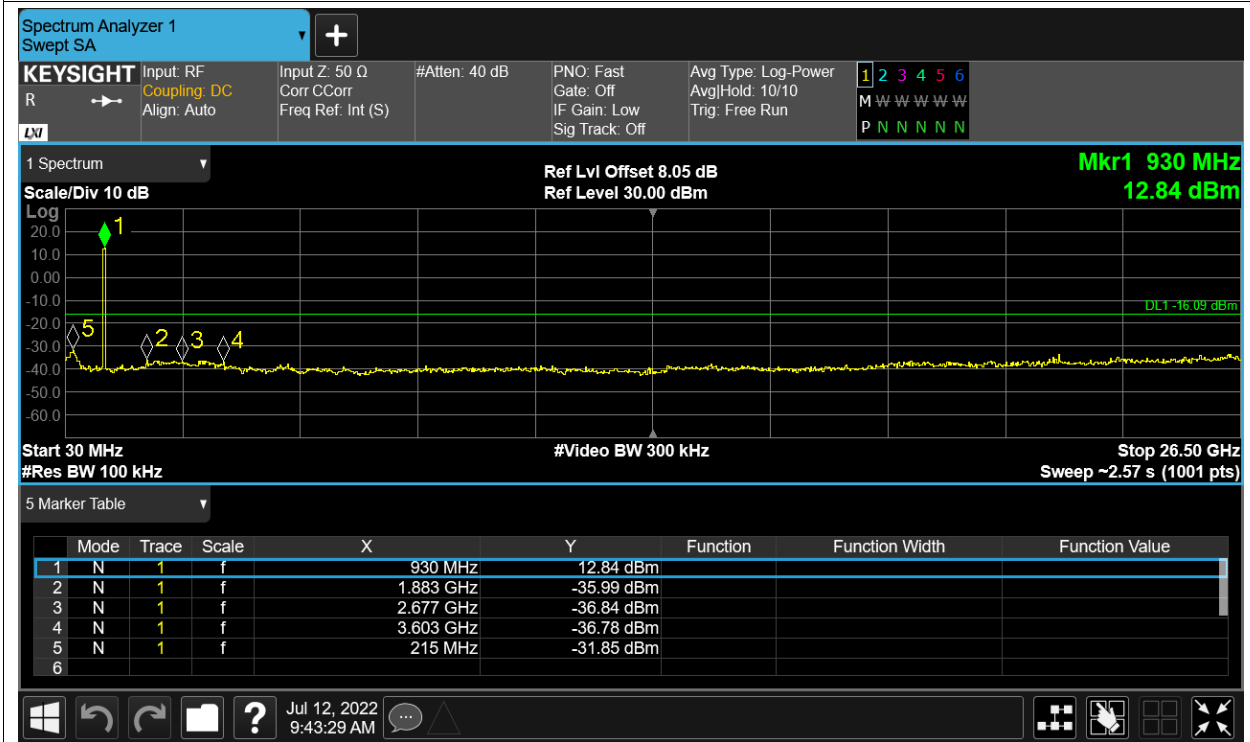 Spectrum Analyzer 1
Swept SA
KEYSIGHT Input: RF Input Z: 50 Ω #Atten: 40 dB PNO: Fast Avg Type: Log-Power 1 2 3 4 5 6
R Coupling: DC Corr CCorr Gate: Off Avg|Hold: 10/10 M W W W W W
Align: Auto Freq Ref: Int (S) IF Gain: Low Trig: Free Run
LXI Sig Track: Off P N N N N N
1 Spectrum Ref Lvl Offset 8.05 dB Mkr1 930 MHz
Scale/Div 10 dB Ref Level 30.00 dBm 12.84 dBm
Log
20.0 1
10.0
0.00
-10.0 DL1 -16.09 dBm
-20.0 5 2 3 4
-30.0
-40.0
-50.0
-60.0
Start 30 MHz #Video BW 300 kHz Stop 26.50 GHz
#Res BW 100 kHz Sweep ~2.57 s (1001 pts)
5 Marker Table
Mode Trace Scale X Y Function Function Width Function Value
1 N 1 f 930 MHz 12.84 dBm
2 N 1 f 1.883 GHz -35.99 dBm
3 N 1 f 2.677 GHz -36.84 dBm
4 N 1 f 3.603 GHz -36.78 dBm
5 N 1 f 215 MHz -31.85 dBm
6
? Jul 12, 2022
9:43:29 AM